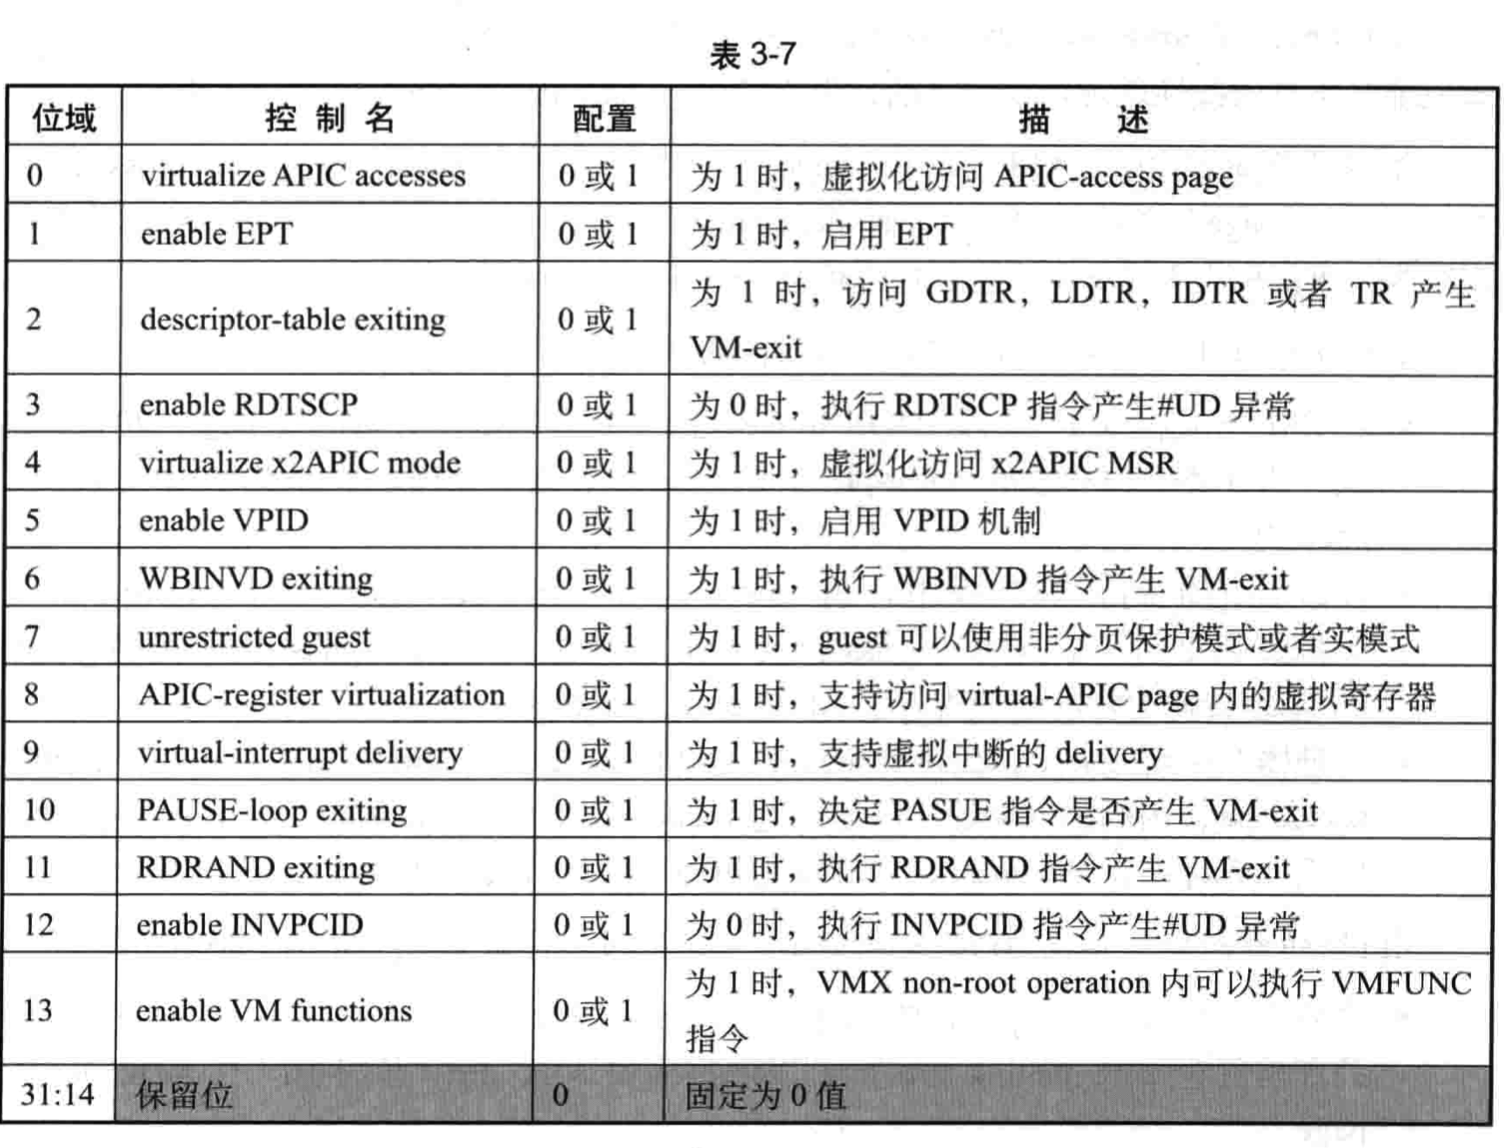 表 3-7
位域 控 制 名 配置 描 述
0 virtualize APIC accesses 0 或 1 为 1 时，虚拟化访问 APIC-access page
1 enable EPT 0 或 1 为 1 时，启用 EPT
2 descriptor-table exiting 0 或 1 为 1 时，访问 GDTR，LDTR，IDTR 或者 TR 产生
VM-exit
3 enable RDTSCP 0 或 1 为 0 时，执行 RDTSCP 指令产生#UD 异常
4 virtualize x2APIC mode 0 或 1 为 1 时，虚拟化访问 x2APIC MSR
5 enable VPID 0 或 1 为 1 时，启用 VPID 机制
6 WBINVD exiting 0 或 1 为 1 时，执行 WBINVD 指令产生 VM-exit
7 unrestricted guest 0 或 1 为 1 时，guest 可以使用非分页保护模式或者实模式
8 APIC-register virtualization 0 或 1 为 1 时，支持访问 virtual-APIC page 内的虚拟寄存器
9 virtual-interrupt delivery 0 或 1 为 1 时，支持虚拟中断的 delivery
10 PAUSE-loop exiting 0 或 1 为 1 时，决定 PASUE 指令是否产生 VM-exit
11 RDRAND exiting 0 或 1 为 1 时，执行 RDRAND 指令产生 VM-exit
12 enable INVPCID 0 或 1 为 0 时，执行 INVPCID 指令产生#UD 异常
13 enable VM functions 0 或 1 为 1 时，VMX non-root operation 内可以执行 VMFUNC
指令
31:14 保留位 0 固定为 0 值